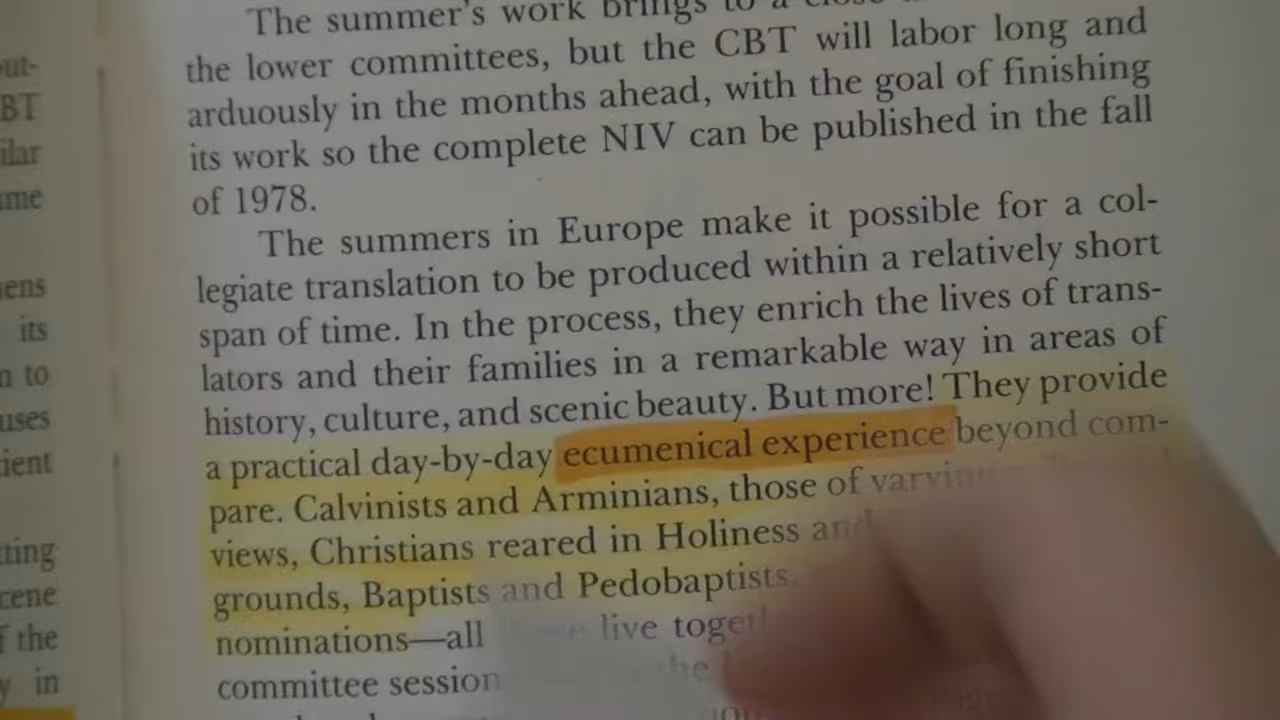 ut-
BT
ilar
me
ens
its
n to
uses
ient
ting
cene
f the
y in
The summer's work brings to a close
the lower committees, but the CBT will labor long and
arduously in the months ahead, with the goal of finishing
its work so the complete NIV can be published in the fall
of 1978.
The summers in Europe make it possible for a col-
legiate translation to be produced within a relatively short
span of time. In the process, they enrich the lives of trans-
lators and their families in a remarkable way in areas of
history, culture, and scenic beauty. But more! They provide
a practical day-by-day ecumenical experience beyond com-
pare. Calvinists and Arminians, those of varying
views, Christians reared in Holiness and
grounds, Baptists and Pedobaptists,
nominations—all live togeth
committee session the